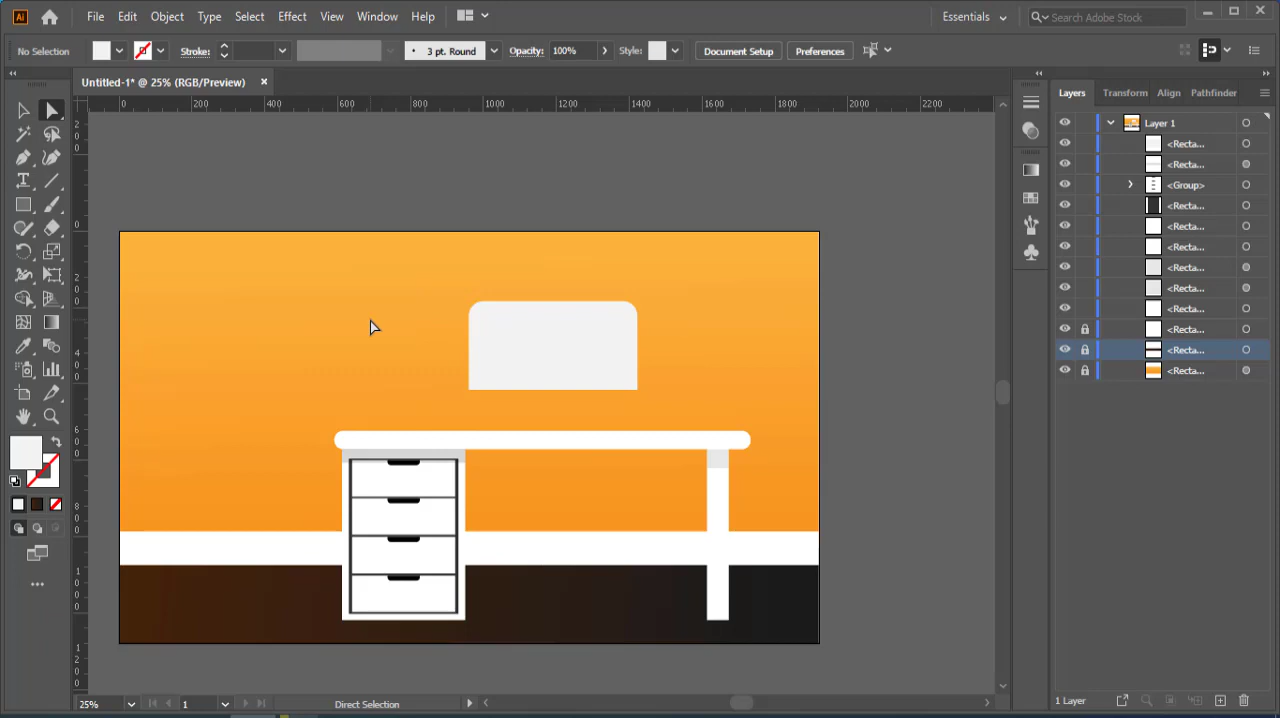 Ai File Edit Object Type Select Effect View Window Help Essentials Search Adobe Stock
No Selection Stroke: 3 pt. Round Opacity: 100% Style: Document Setup Preferences
Untitled-1* @ 25% (RGB/Preview)
Layers Transform Align Pathfinder
0 200 400 600 800 1000 1200 1400 1600 1800 2000 2200
Layer 1
<Recta...
<Recta...
<Group>
<Recta...
<Recta...
<Recta...
<Recta...
<Recta...
<Recta...
<Recta...
<Recta...
<Recta...
25% 1 Direct Selection
1 Layer